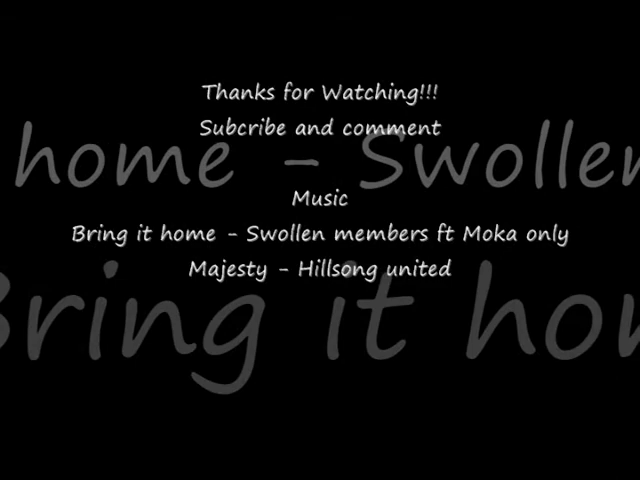 Thanks for Watching!!!
Subcribe and comment
home - Swollen
Music
Bring it home - Swollen members ft Moka only
Majesty - Hillsong united
Bring it hom